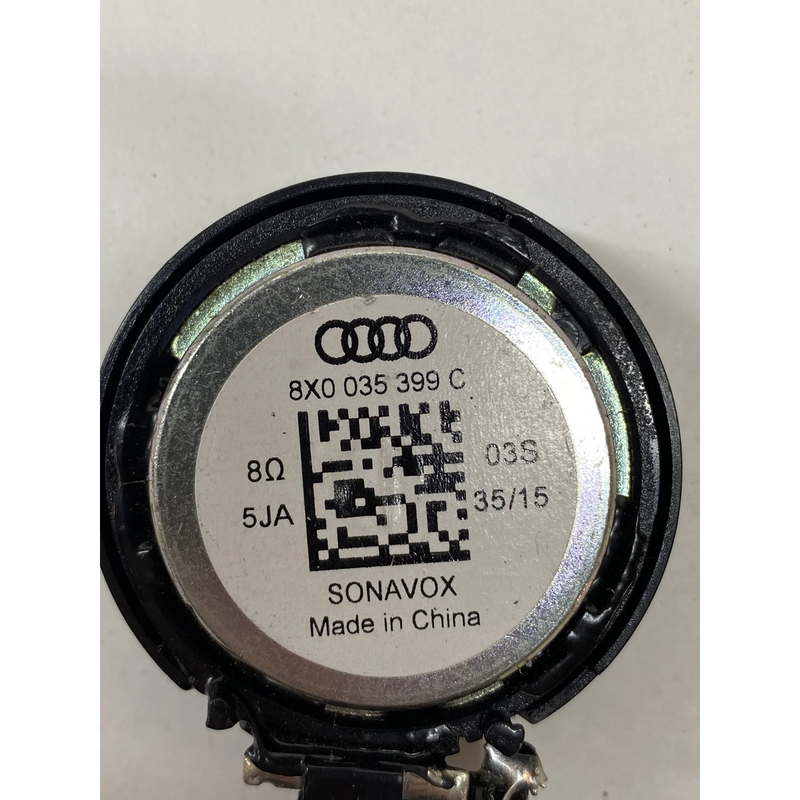 8X0 035 399 C
8Ω
03S
5JA
35/15
SONAVOX
Made in China